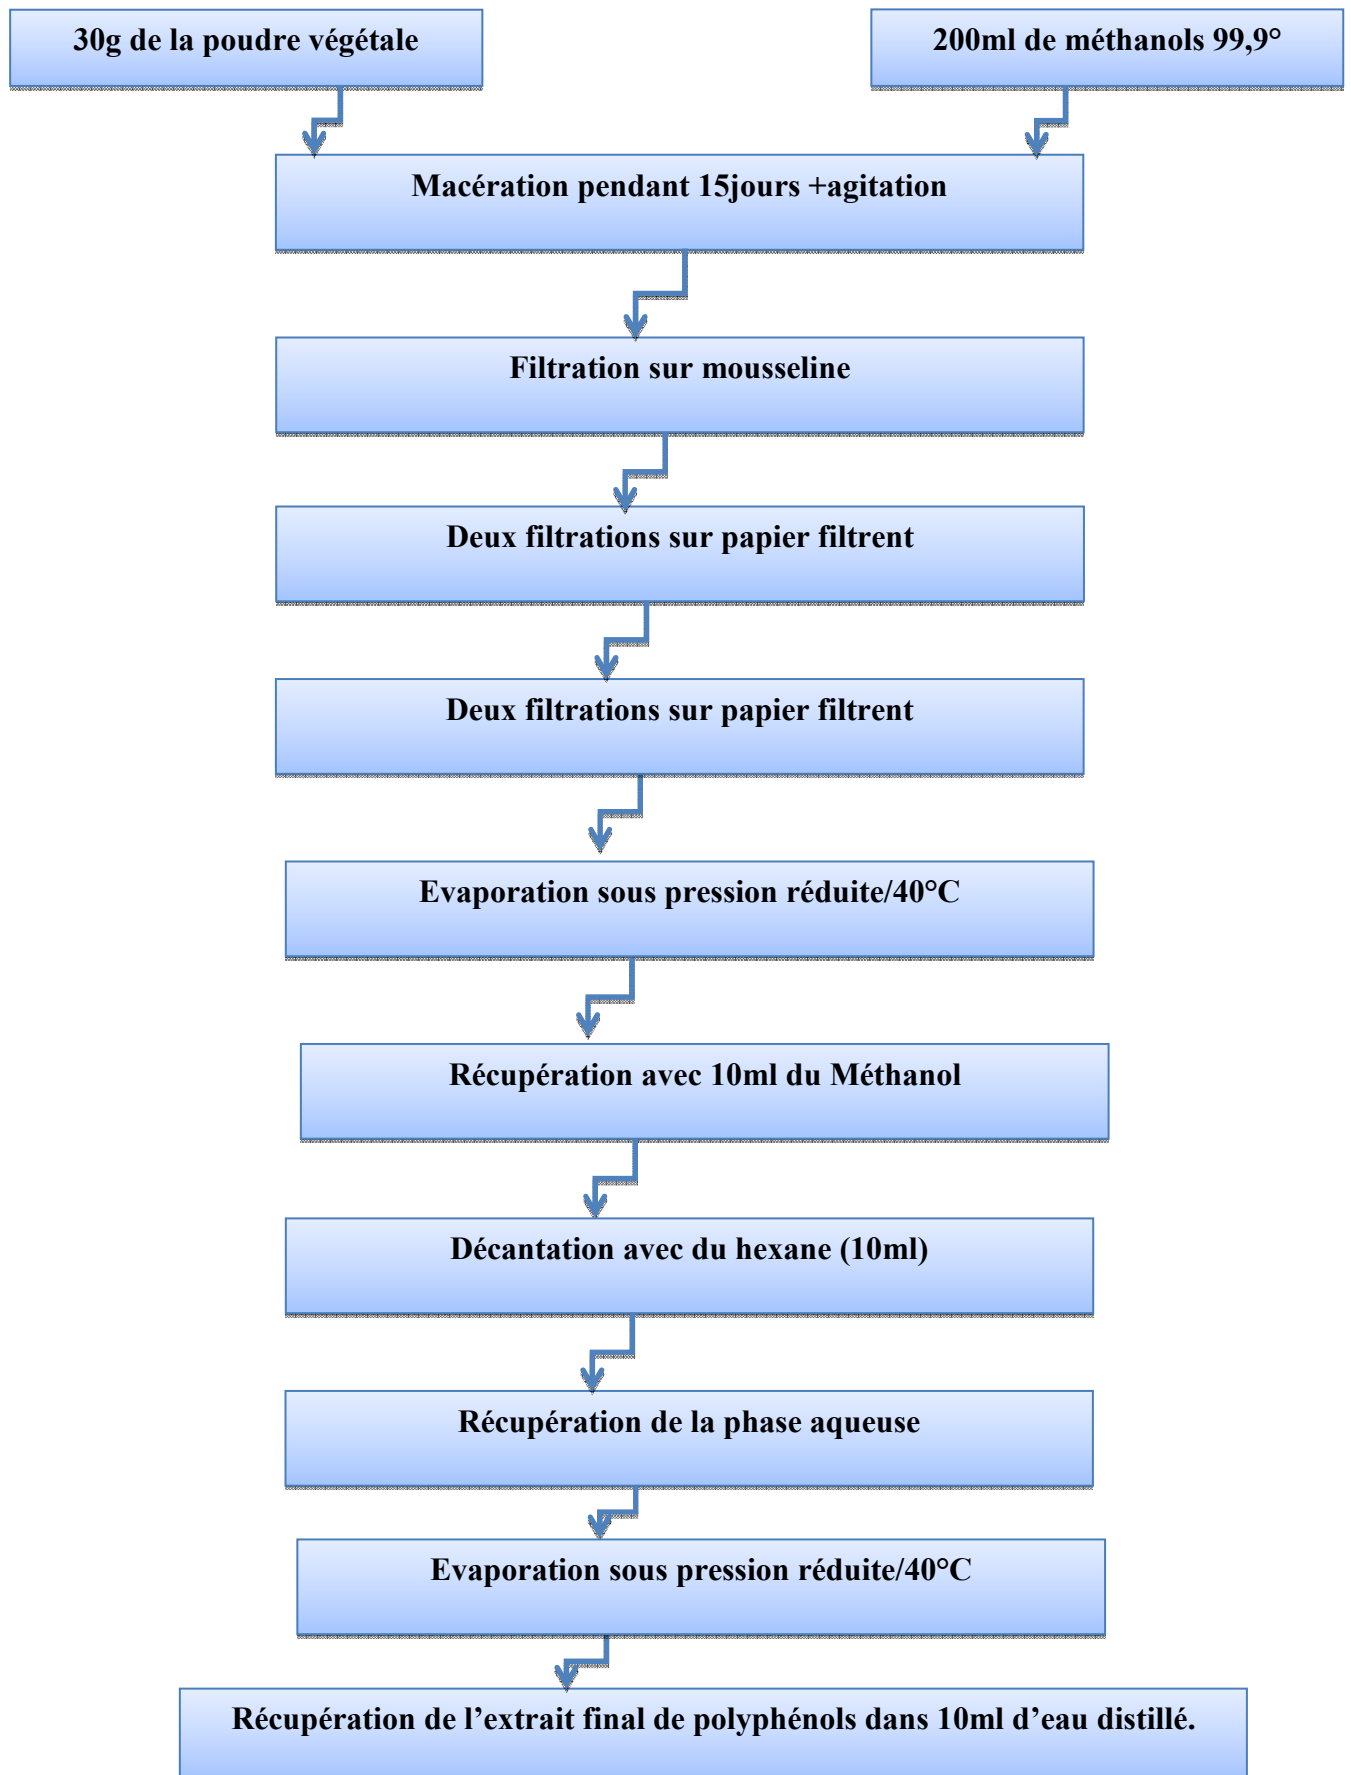 30g de la poudre végétale
200ml de méthanols 99,9°
Macération pendant 15jours +agitation
Filtration sur mousseline
Deux filtrations sur papier filtrent
Deux filtrations sur papier filtrent
Evaporation sous pression réduite/40°C
Récupération avec 10ml du Méthanol
Décantation avec du hexane (10ml)
Récupération de la phase aqueuse
Evaporation sous pression réduite/40°C
Récupération de l’extrait final de polyphénols dans 10ml d’eau distillé.